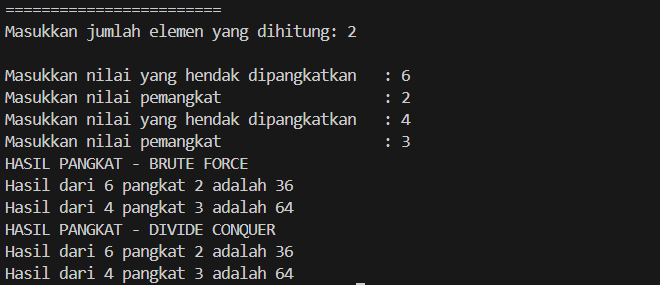 ========================
Masukkan jumlah elemen yang dihitung: 2
Masukkan nilai yang hendak dipangkatkan   : 6
Masukkan nilai pemangkat                  : 2
Masukkan nilai yang hendak dipangkatkan   : 4
Masukkan nilai pemangkat                  : 3
HASIL PANGKAT - BRUTE FORCE
Hasil dari 6 pangkat 2 adalah 36
Hasil dari 4 pangkat 3 adalah 64
HASIL PANGKAT - DIVIDE CONQUER
Hasil dari 6 pangkat 2 adalah 36
Hasil dari 4 pangkat 3 adalah 64